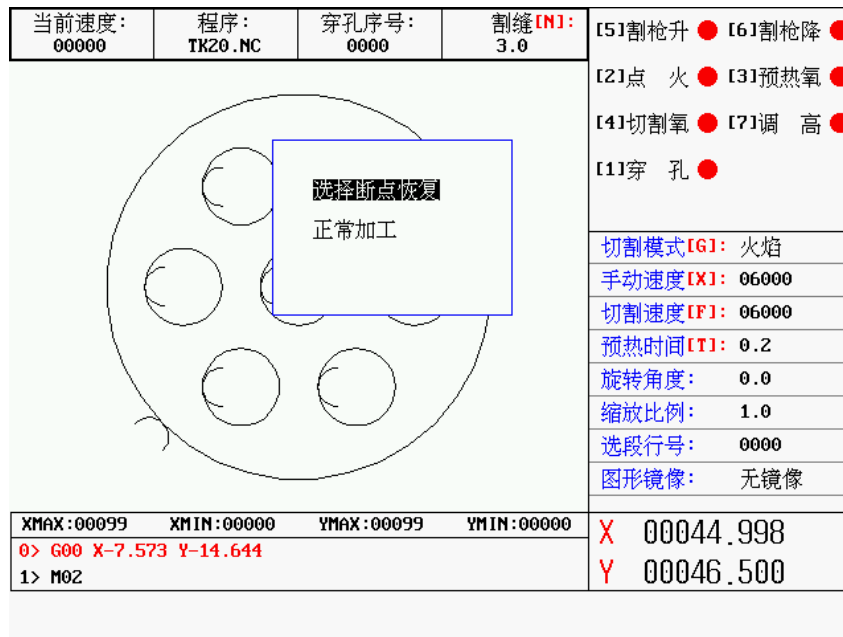 当前速度: 程序: 穿孔序号: 割缝[N]:
00000 TK20.NC 0000 3.0
[5]割枪升 [6]割枪降
[2]点 火 [3]预热氧
[4]切割氧 [7]调 高
[1]穿 孔
选择断点恢复
正常加工
切割模式[G]: 火焰
手动速度[X]: 06000
切割速度[F]: 06000
预热时间[T]: 0.2
旋转角度: 0.0
缩放比例: 1.0
选段行号: 0000
图形镜像: 无镜像
XMAX:00099 XMIN:00000 YMAX:00099 YMIN:00000
0> G00 X-7.573 Y-14.644
1> M02
X 00044.998
Y 00046.500